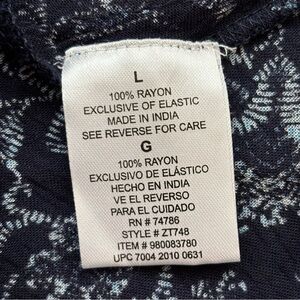 L
100% RAYON
EXCLUSIVE OF ELASTIC
MADE IN INDIA
SEE REVERSE FOR CARE
G
100% RAYON
EXCLUSIVO DE ELÁSTICO
HECHO EN INDIA
VE EL REVERSO
PARA EL CUIDADO
RN # 74786
STYLE # ZT748
ITEM # 980083780
UPC 7004 2010 0631